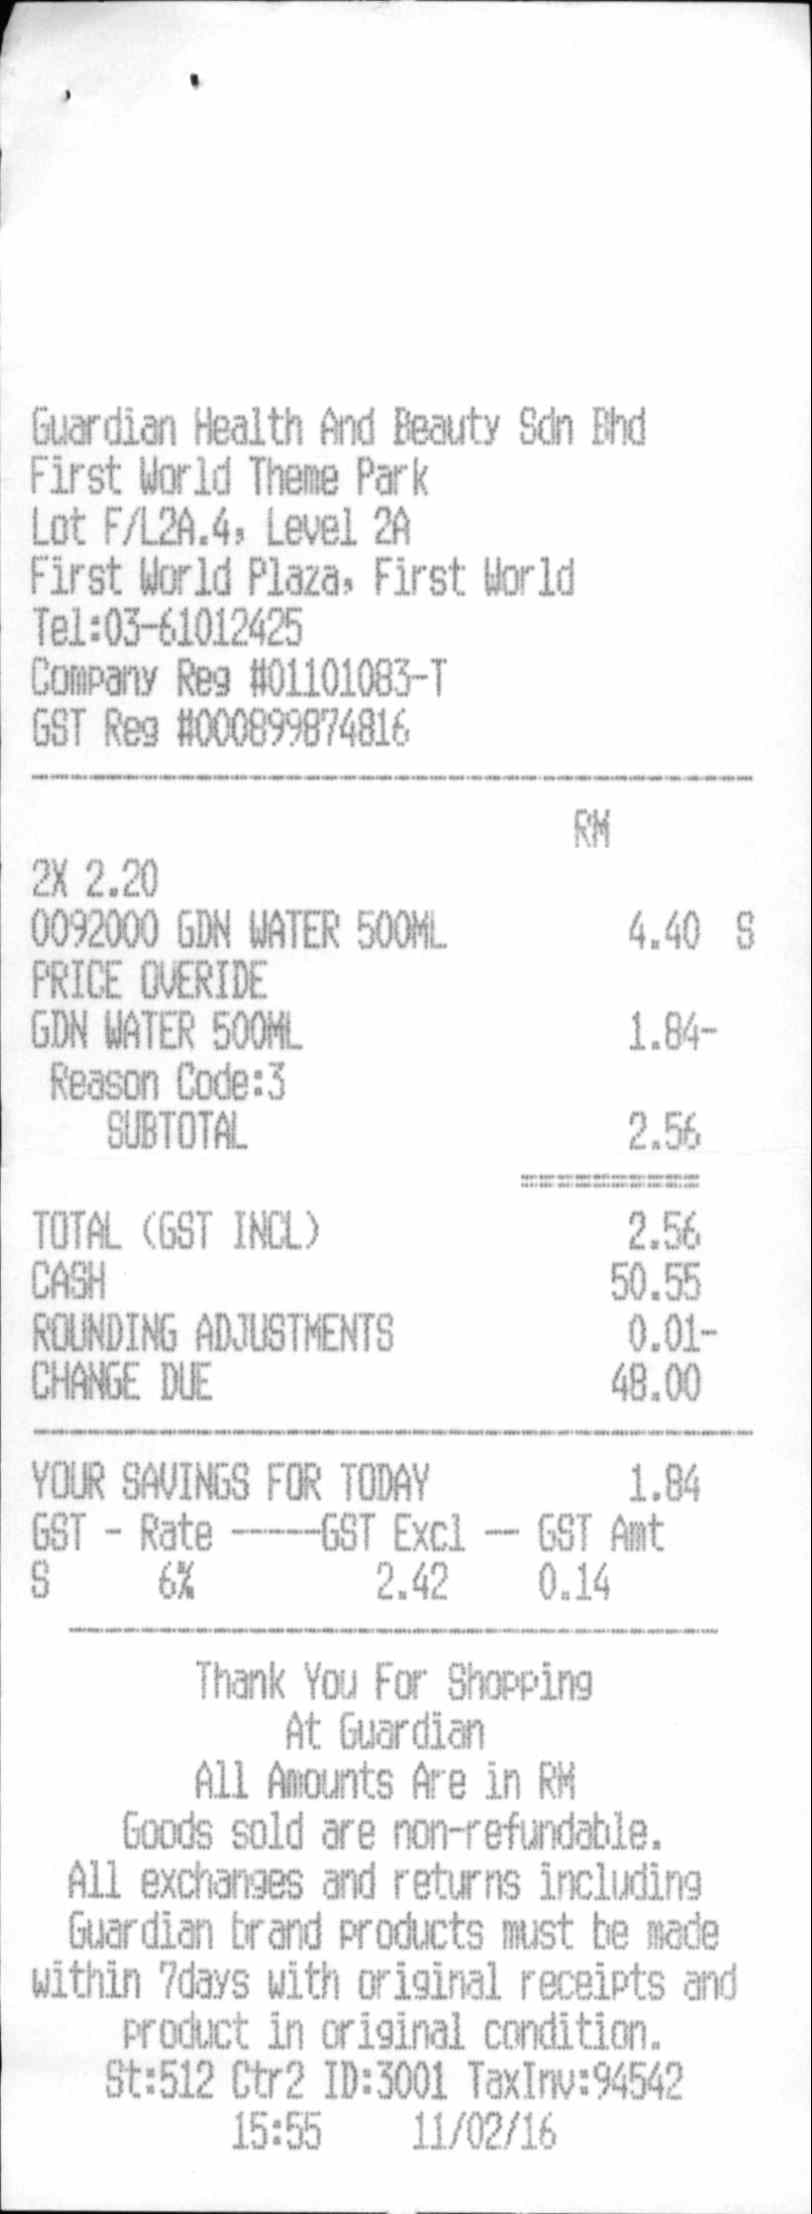 Guardian Health And Beauty Sdn Bhd
First World Theme Park
Lot F/L2A.4, Level 2A
First World Plaza, First World
Tel:03-61012425
Company Reg #01101083-T
GST Reg #000899874816
RM
2X 2.20
0092000 GDN WATER 500ML 4.40 S
PRICE OVERIDE
GDN WATER 500ML 1.84-
Reason Code:3
SUBTOTAL 2.56
TOTAL (GST INCL) 2.56
CASH 50.55
ROUNDING ADJUSTMENTS 0.01-
CHANGE DUE 48.00
YOUR SAVINGS FOR TODAY 1.84
GST - Rate -----GST Excl -- GST Amt
S 6% 2.42 0.14
Thank You For Shopping
At Guardian
All Amounts Are in RM
Goods sold are non-refundable.
All exchanges and returns including
Guardian brand products must be made
within 7days with original receipts and
product in original condition.
St:512 Ctr2 ID:3001 TaxInv:94542
15:55 11/02/16